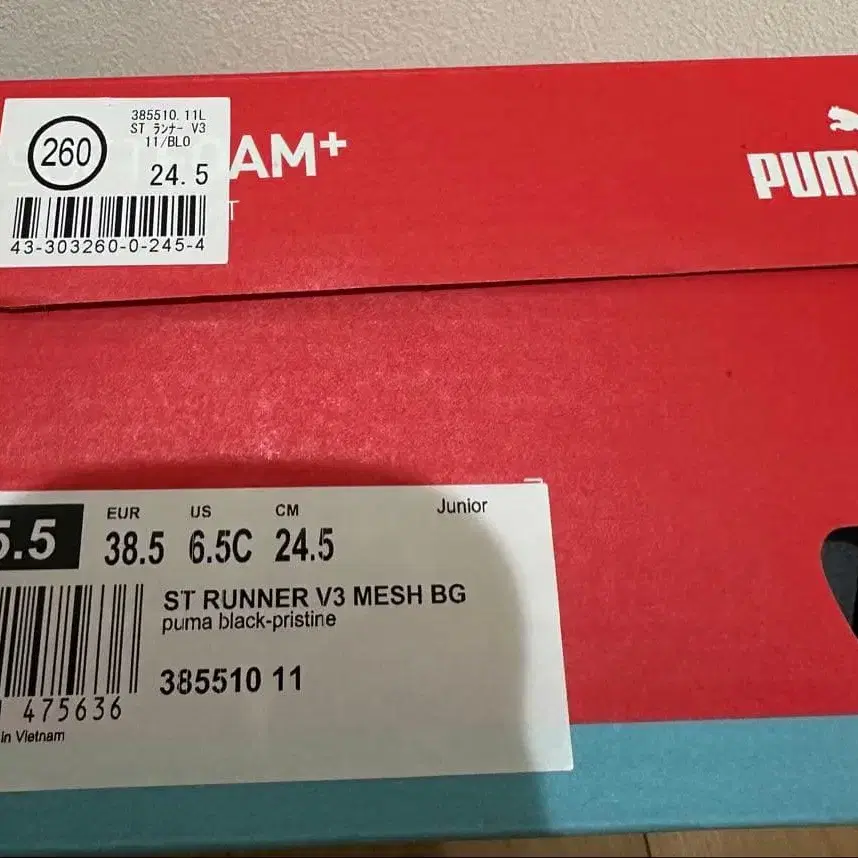 385510.11L
ST ランナー V3
11/BLO
260
24.5
43-303260-0-245-4
AM+
T
PUM
5.5
EUR US CM Junior
38.5 6.5C 24.5
ST RUNNER V3 MESH BG
puma black-pristine
385510 11
475636
in Vietnam